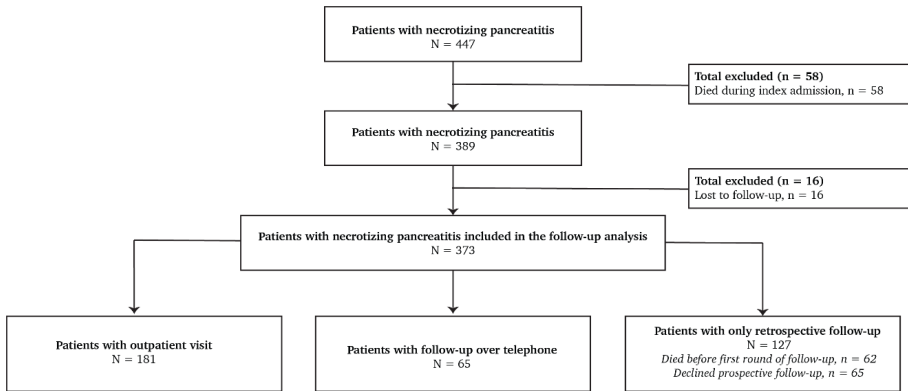 Patients with necrotizing pancreatitis
N = 447
Total excluded (n = 58)
Died during index admission, n = 58
Patients with necrotizing pancreatitis
N = 389
Total excluded (n = 16)
Lost to follow-up, n = 16
Patients with necrotizing pancreatitis included in the follow-up analysis
N = 373
Patients with outpatient visit
N = 181
Patients with follow-up over telephone
N = 65
Patients with only retrospective follow-up
N = 127
Died before first round of follow-up, n = 62
Declined prospective follow-up, n = 65